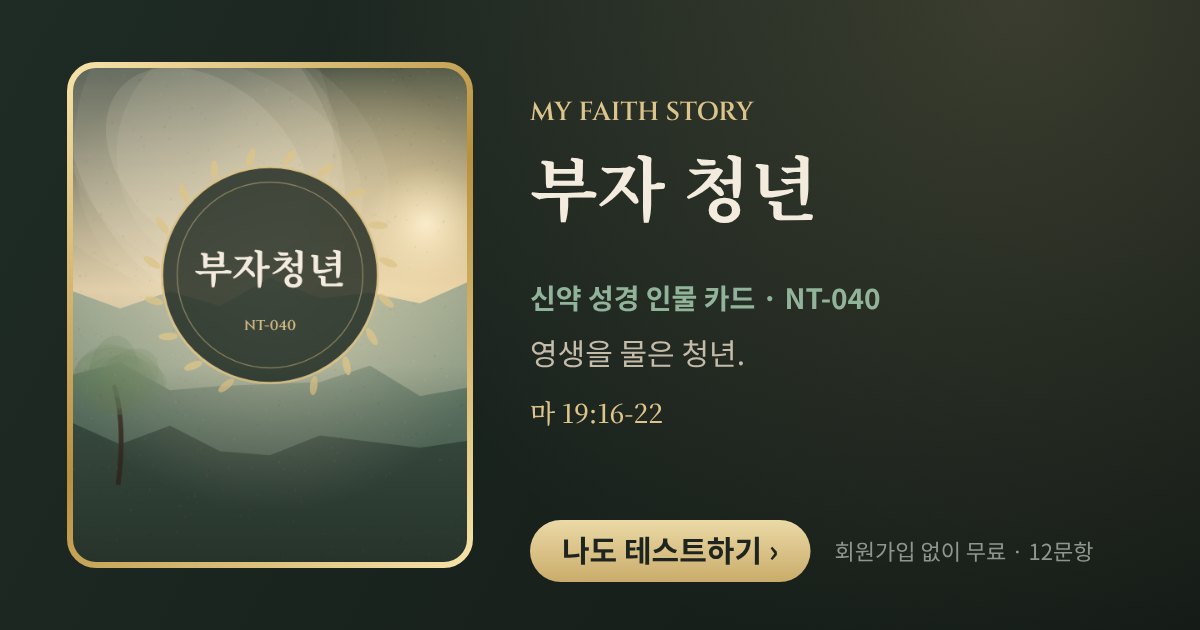 부자청년
NT-040
MY FAITH STORY
부자 청년
신약 성경 인물 카드 · NT-040
영생을 물은 청년.
마 19:16-22
나도 테스트하기 ›
회원가입 없이 무료 · 12문항